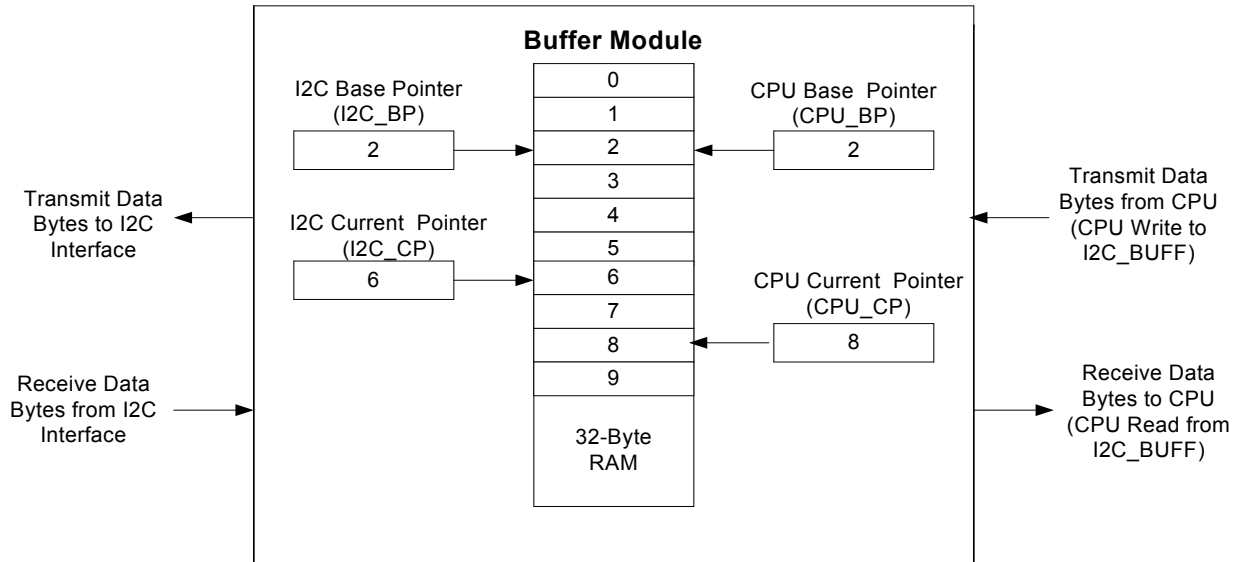 Buffer Module
I2C Base Pointer
(I2C_BP)
2
I2C Current Pointer
(I2C_CP)
6
0
1
2
3
4
5
6
7
8
9
32-Byte
RAM
CPU Base Pointer
(CPU_BP)
2
CPU Current Pointer
(CPU_CP)
8
Transmit Data
Bytes to I2C
Interface
Receive Data
Bytes from I2C
Interface
Transmit Data
Bytes from CPU
(CPU Write to
I2C_BUFF)
Receive Data
Bytes to CPU
(CPU Read from
I2C_BUFF)